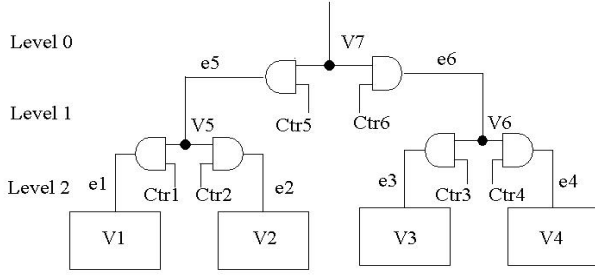 Level 0
V7
e5
e6
Level 1
Ctr5
Ctr6
V5
V6
Level 2
e1
Ctr1
Ctr2
e2
e3
Ctr3
Ctr4
e4
V1
V2
V3
V4